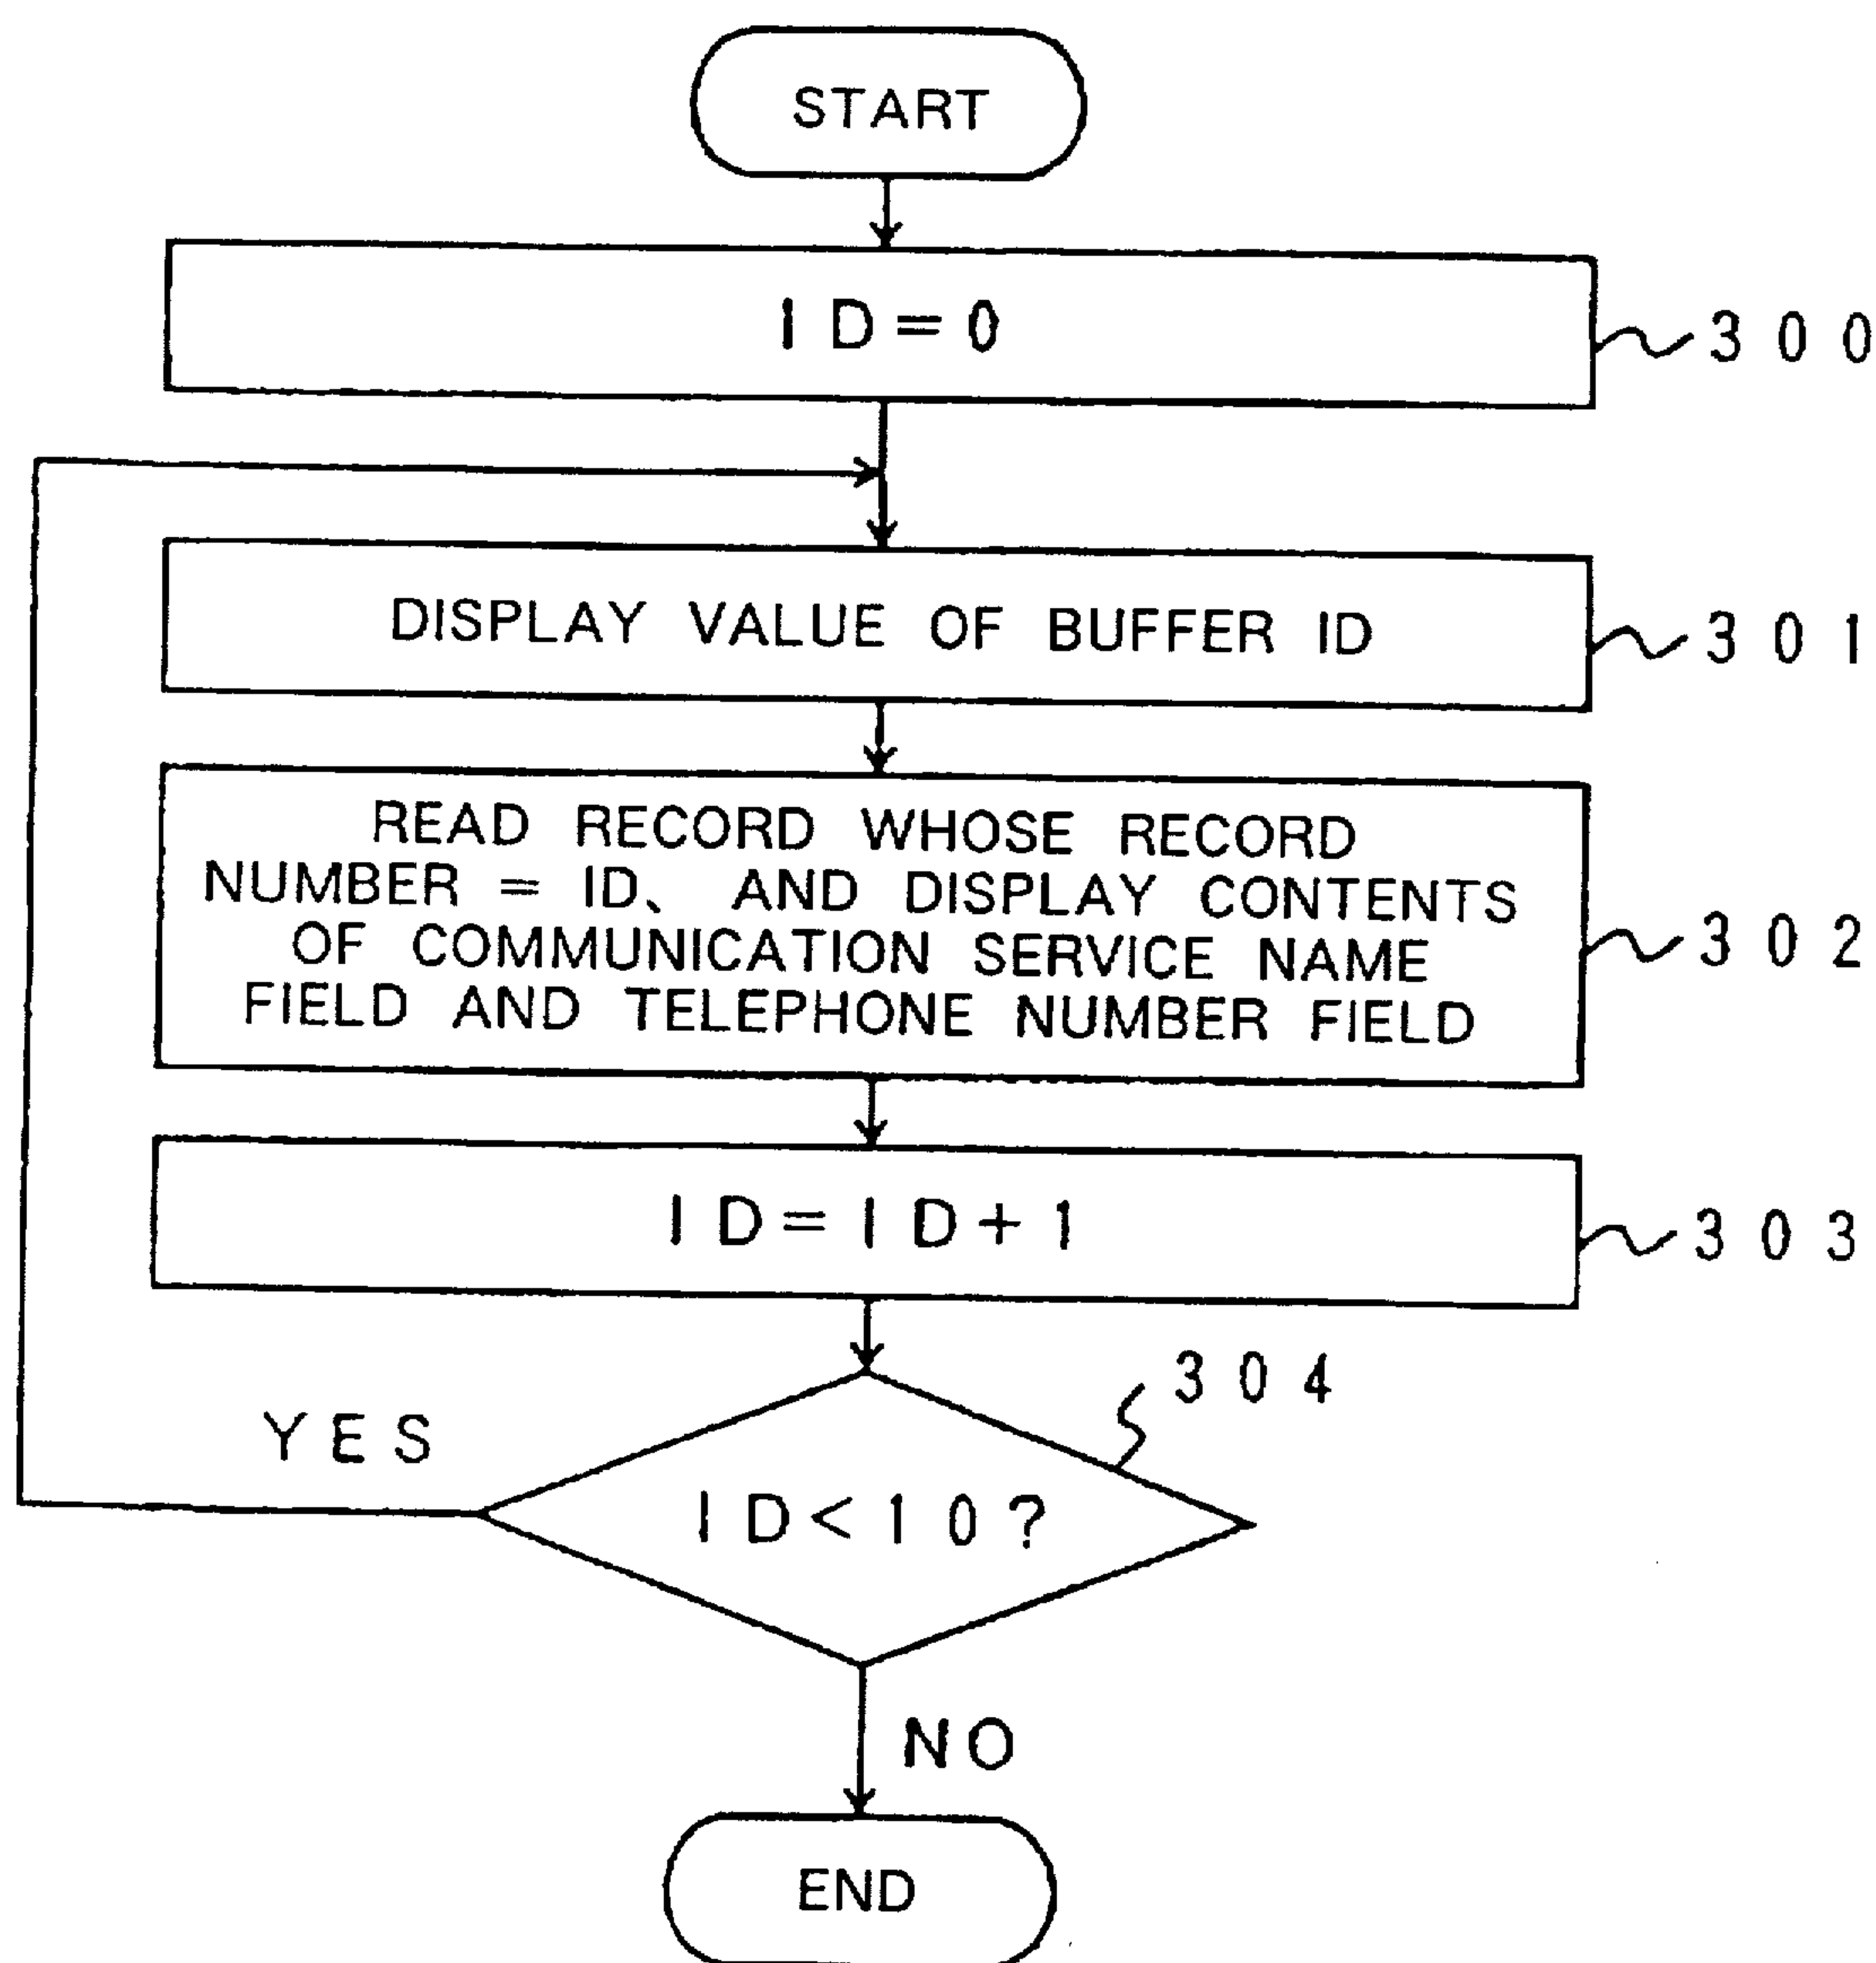 START
ID=0
300
DISPLAY VALUE OF BUFFER ID
301
READ RECORD WHOSE RECORD
NUMBER = ID、 AND DISPLAY CONTENTS
OF COMMUNICATION SERVICE NAME
FIELD AND TELEPHONE NUMBER FIELD
302
ID=ID+1
303
304
YES
ID<10?
NO
END